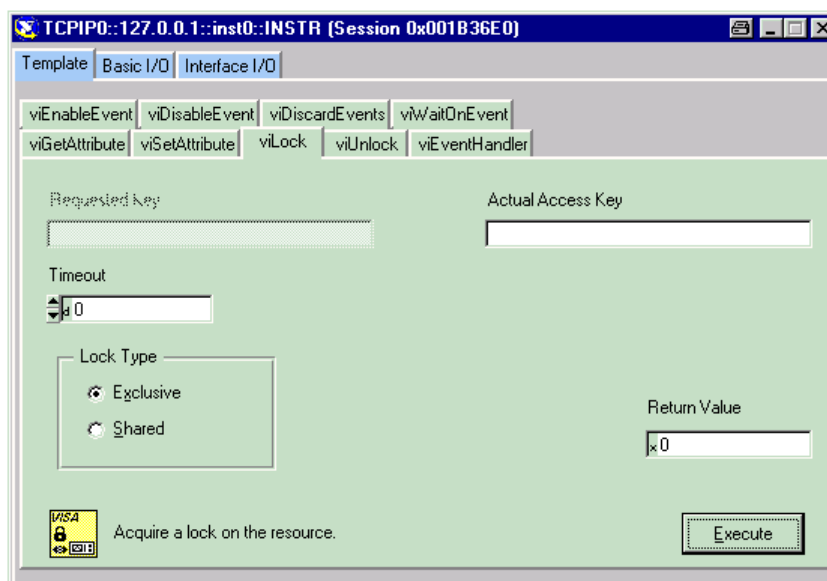 TCPIP0::127.0.0.1::inst0::INSTR (Session 0x001B36E0)
Template Basic I/O Interface I/O
viEnableEvent viDisableEvent viDiscardEvents viWaitOnEvent
viGetAttribute viSetAttribute viLock viUnlock viEventHandler
Requested Key Actual Access Key
Timeout
d 0
Lock Type
Exclusive
Shared
Return Value
x 0
VISA
Acquire a lock on the resource.
Execute